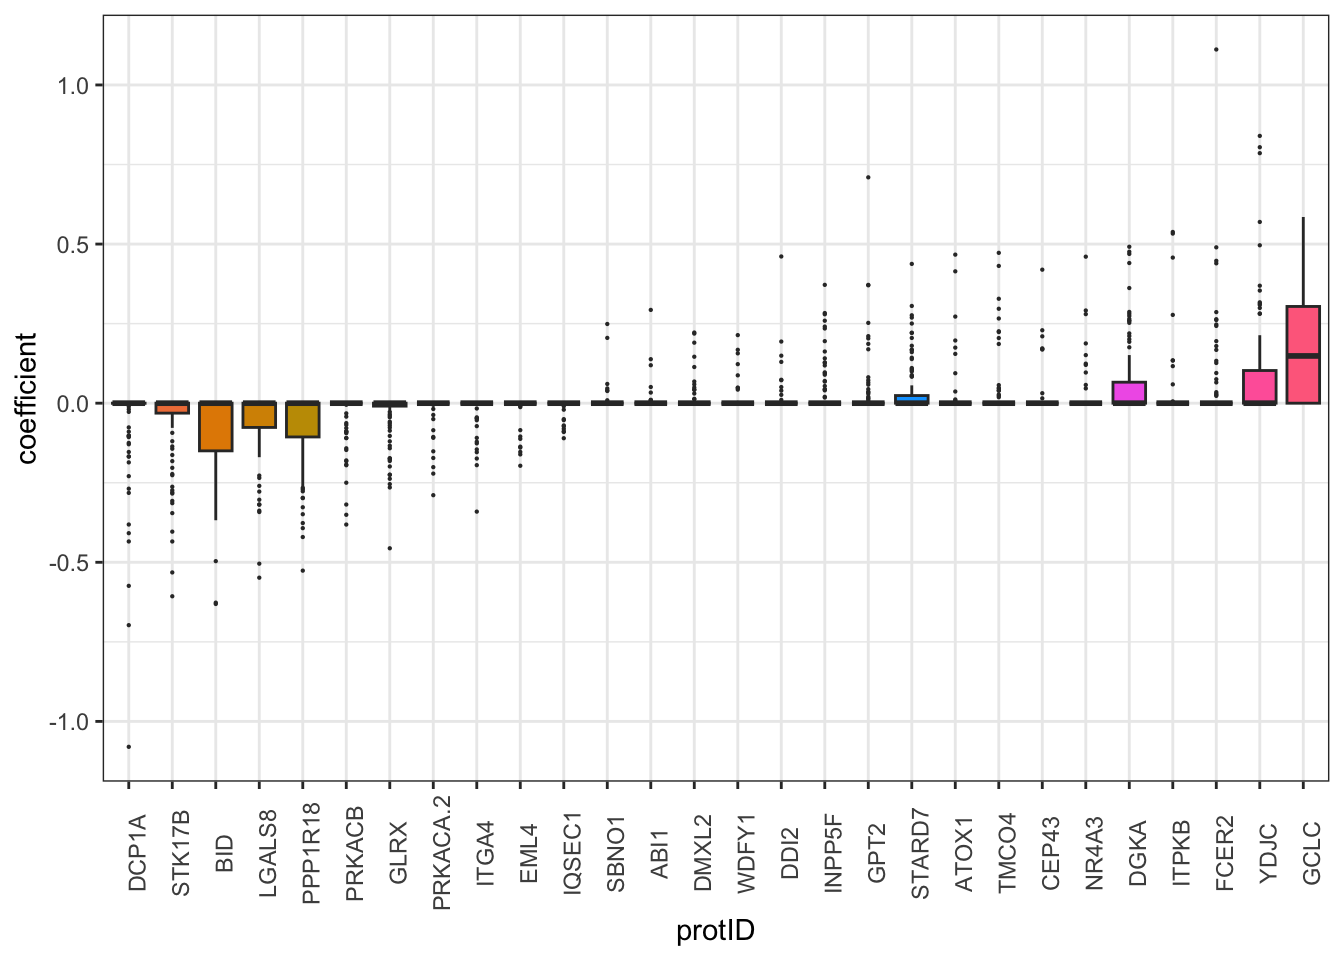 coefficient
1.0
0.5
0.0
-0.5
-1.0
DCP1A
STK17B
BID
LGALS8
PPP1R18
PRKACB
GLRX
PRKACA.2
ITGA4
EML4
IQSEC1
SBNO1
ABI1
DMXL2
WDFY1
DDI2
INPP5F
GPT2
STARD7
ATOX1
TMCO4
CEP43
NR4A3
DGKA
ITPKB
FCER2
YDJC
GCLC
protID